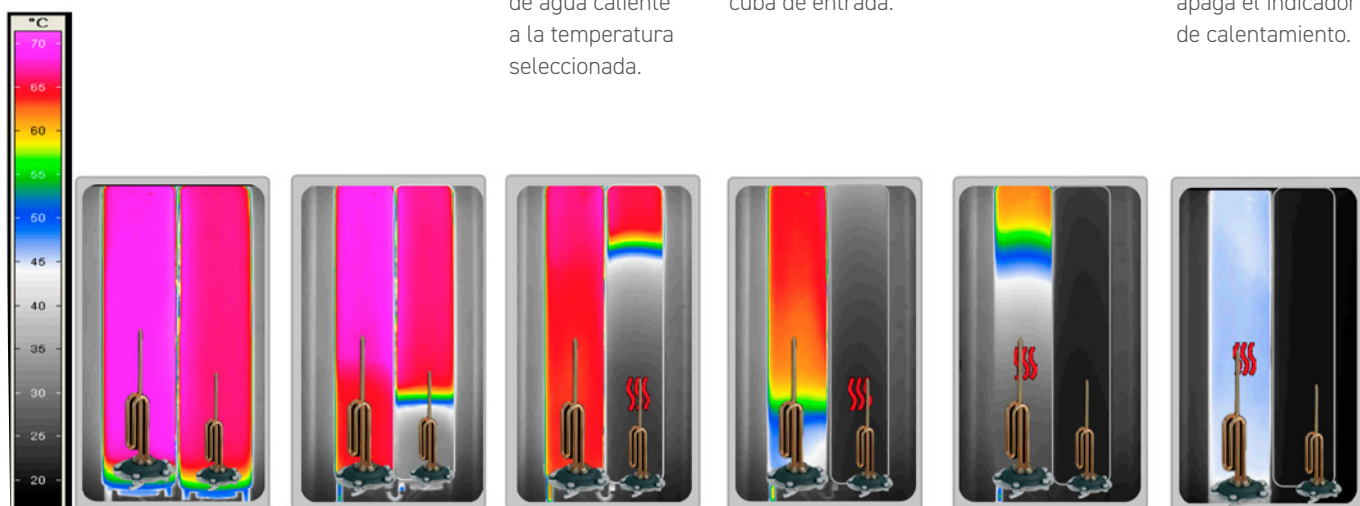 de agua caliente
a la temperatura
seleccionada.
cuba de entrada.
apaga el indicador
de calentamiento.
°C
70
65
60
55
50
45
40
35
30
25
20